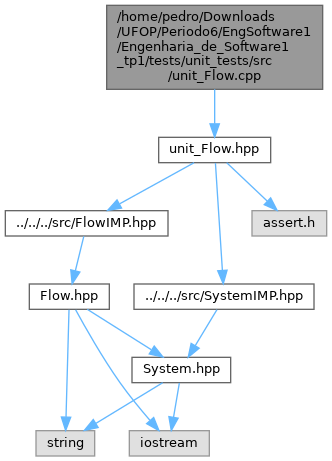 /home/pedro/Downloads
/UFOP/Periodo6/EngSoftware1
/Engenharia_de_Software1
_tp1/tests/unit_tests/src
/unit_Flow.cpp
unit_Flow.hpp
../../../src/FlowIMP.hpp
assert.h
Flow.hpp
../../../src/SystemIMP.hpp
System.hpp
string
iostream